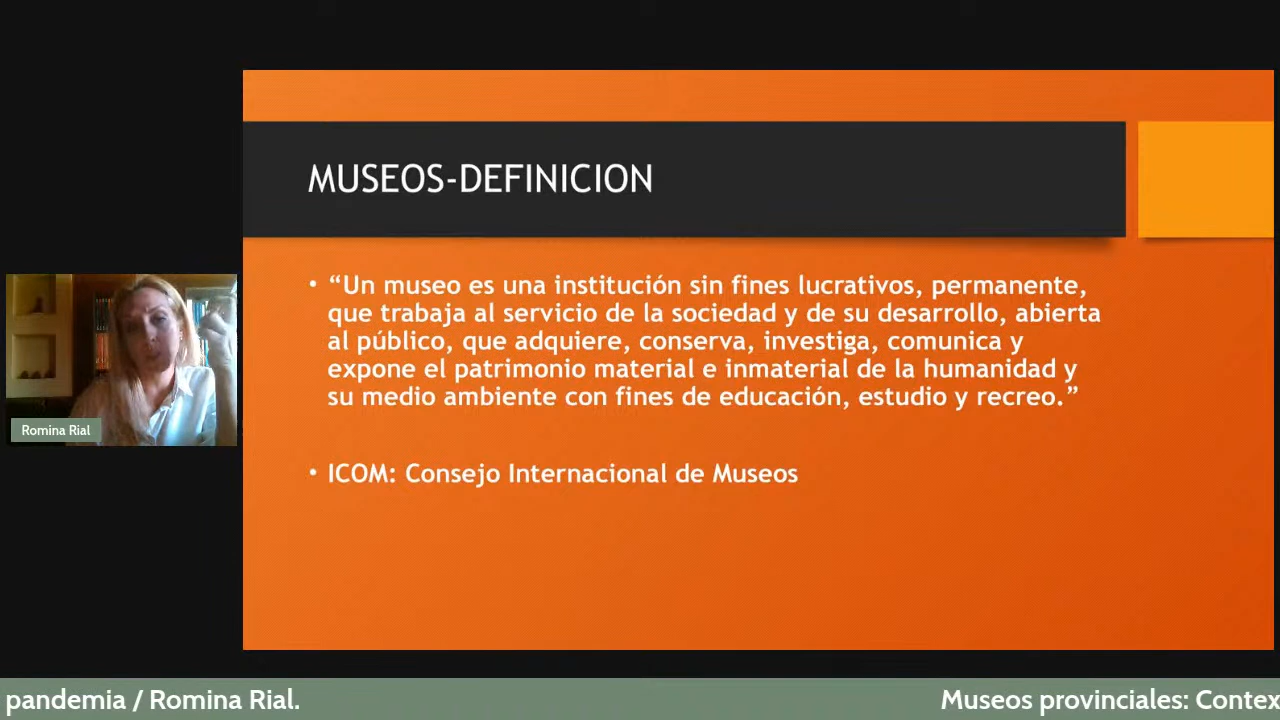 MUSEOS-DEFINICION
• “Un museo es una institución sin fines lucrativos, permanente,
que trabaja al servicio de la sociedad y de su desarrollo, abierta
al público, que adquiere, conserva, investiga, comunica y
expone el patrimonio material e inmaterial de la humanidad y
su medio ambiente con fines de educación, estudio y recreo.”
• ICOM: Consejo Internacional de Museos
Romina Rial
pandemia / Romina Rial.
Museos provinciales: Contex